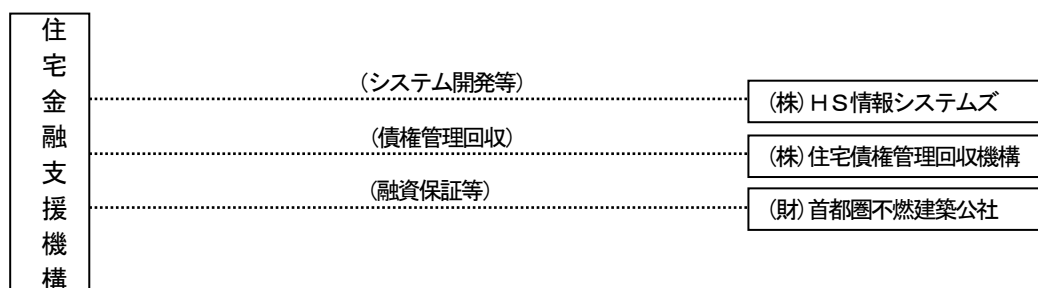 住宅金融支援機構
(システム開発等)
(株)HS情報システムズ
(債権管理回収)
(株)住宅債権管理回収機構
(融資保証等)
(財)首都圏不燃建築公社